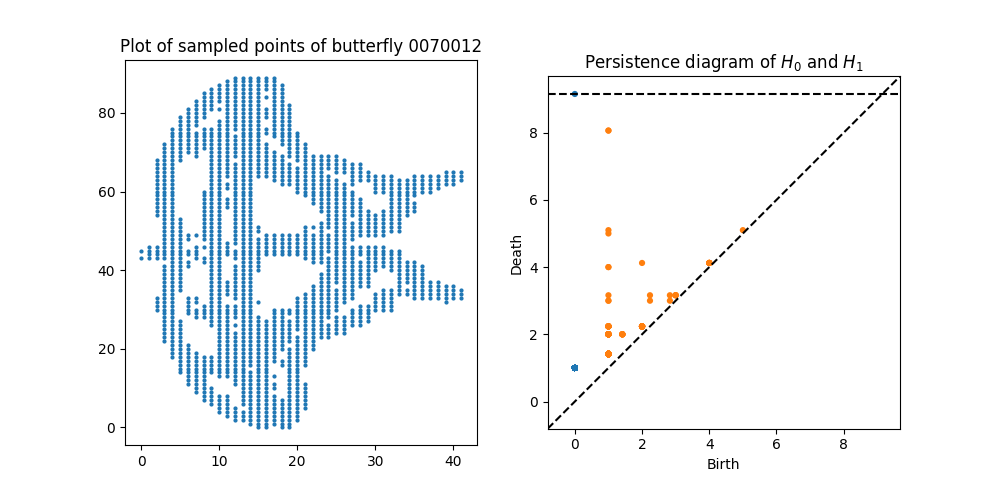 Plot of sampled points of butterfly 0070012
80
60
40
20
0
0 10 20 30 40
Persistence diagram of $H_0$ and $H_1$
Death
8
6
4
2
0
0 2 4 6 8
Birth